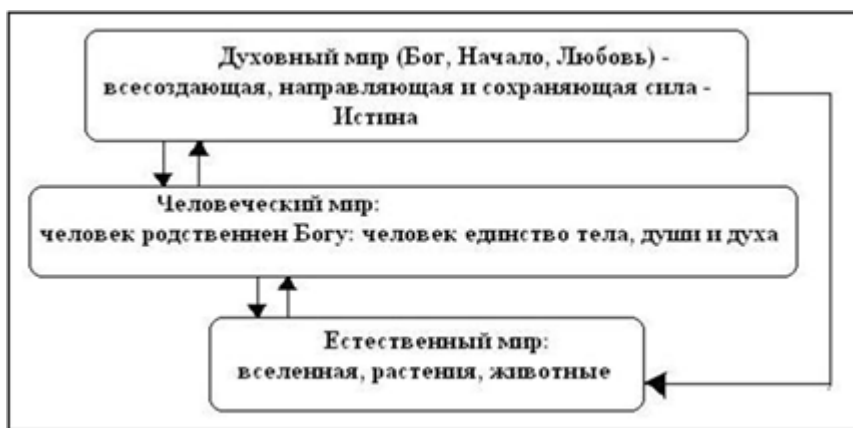 Духовный мир (Бог, Начало, Любовь) -
всесоздающая, направляющая и сохраняющая сила -
Истина
Человеческий мир:
человек родственнен Богу: человек единство тела, души и духа
Естественный мир:
вселенная, растения, животные